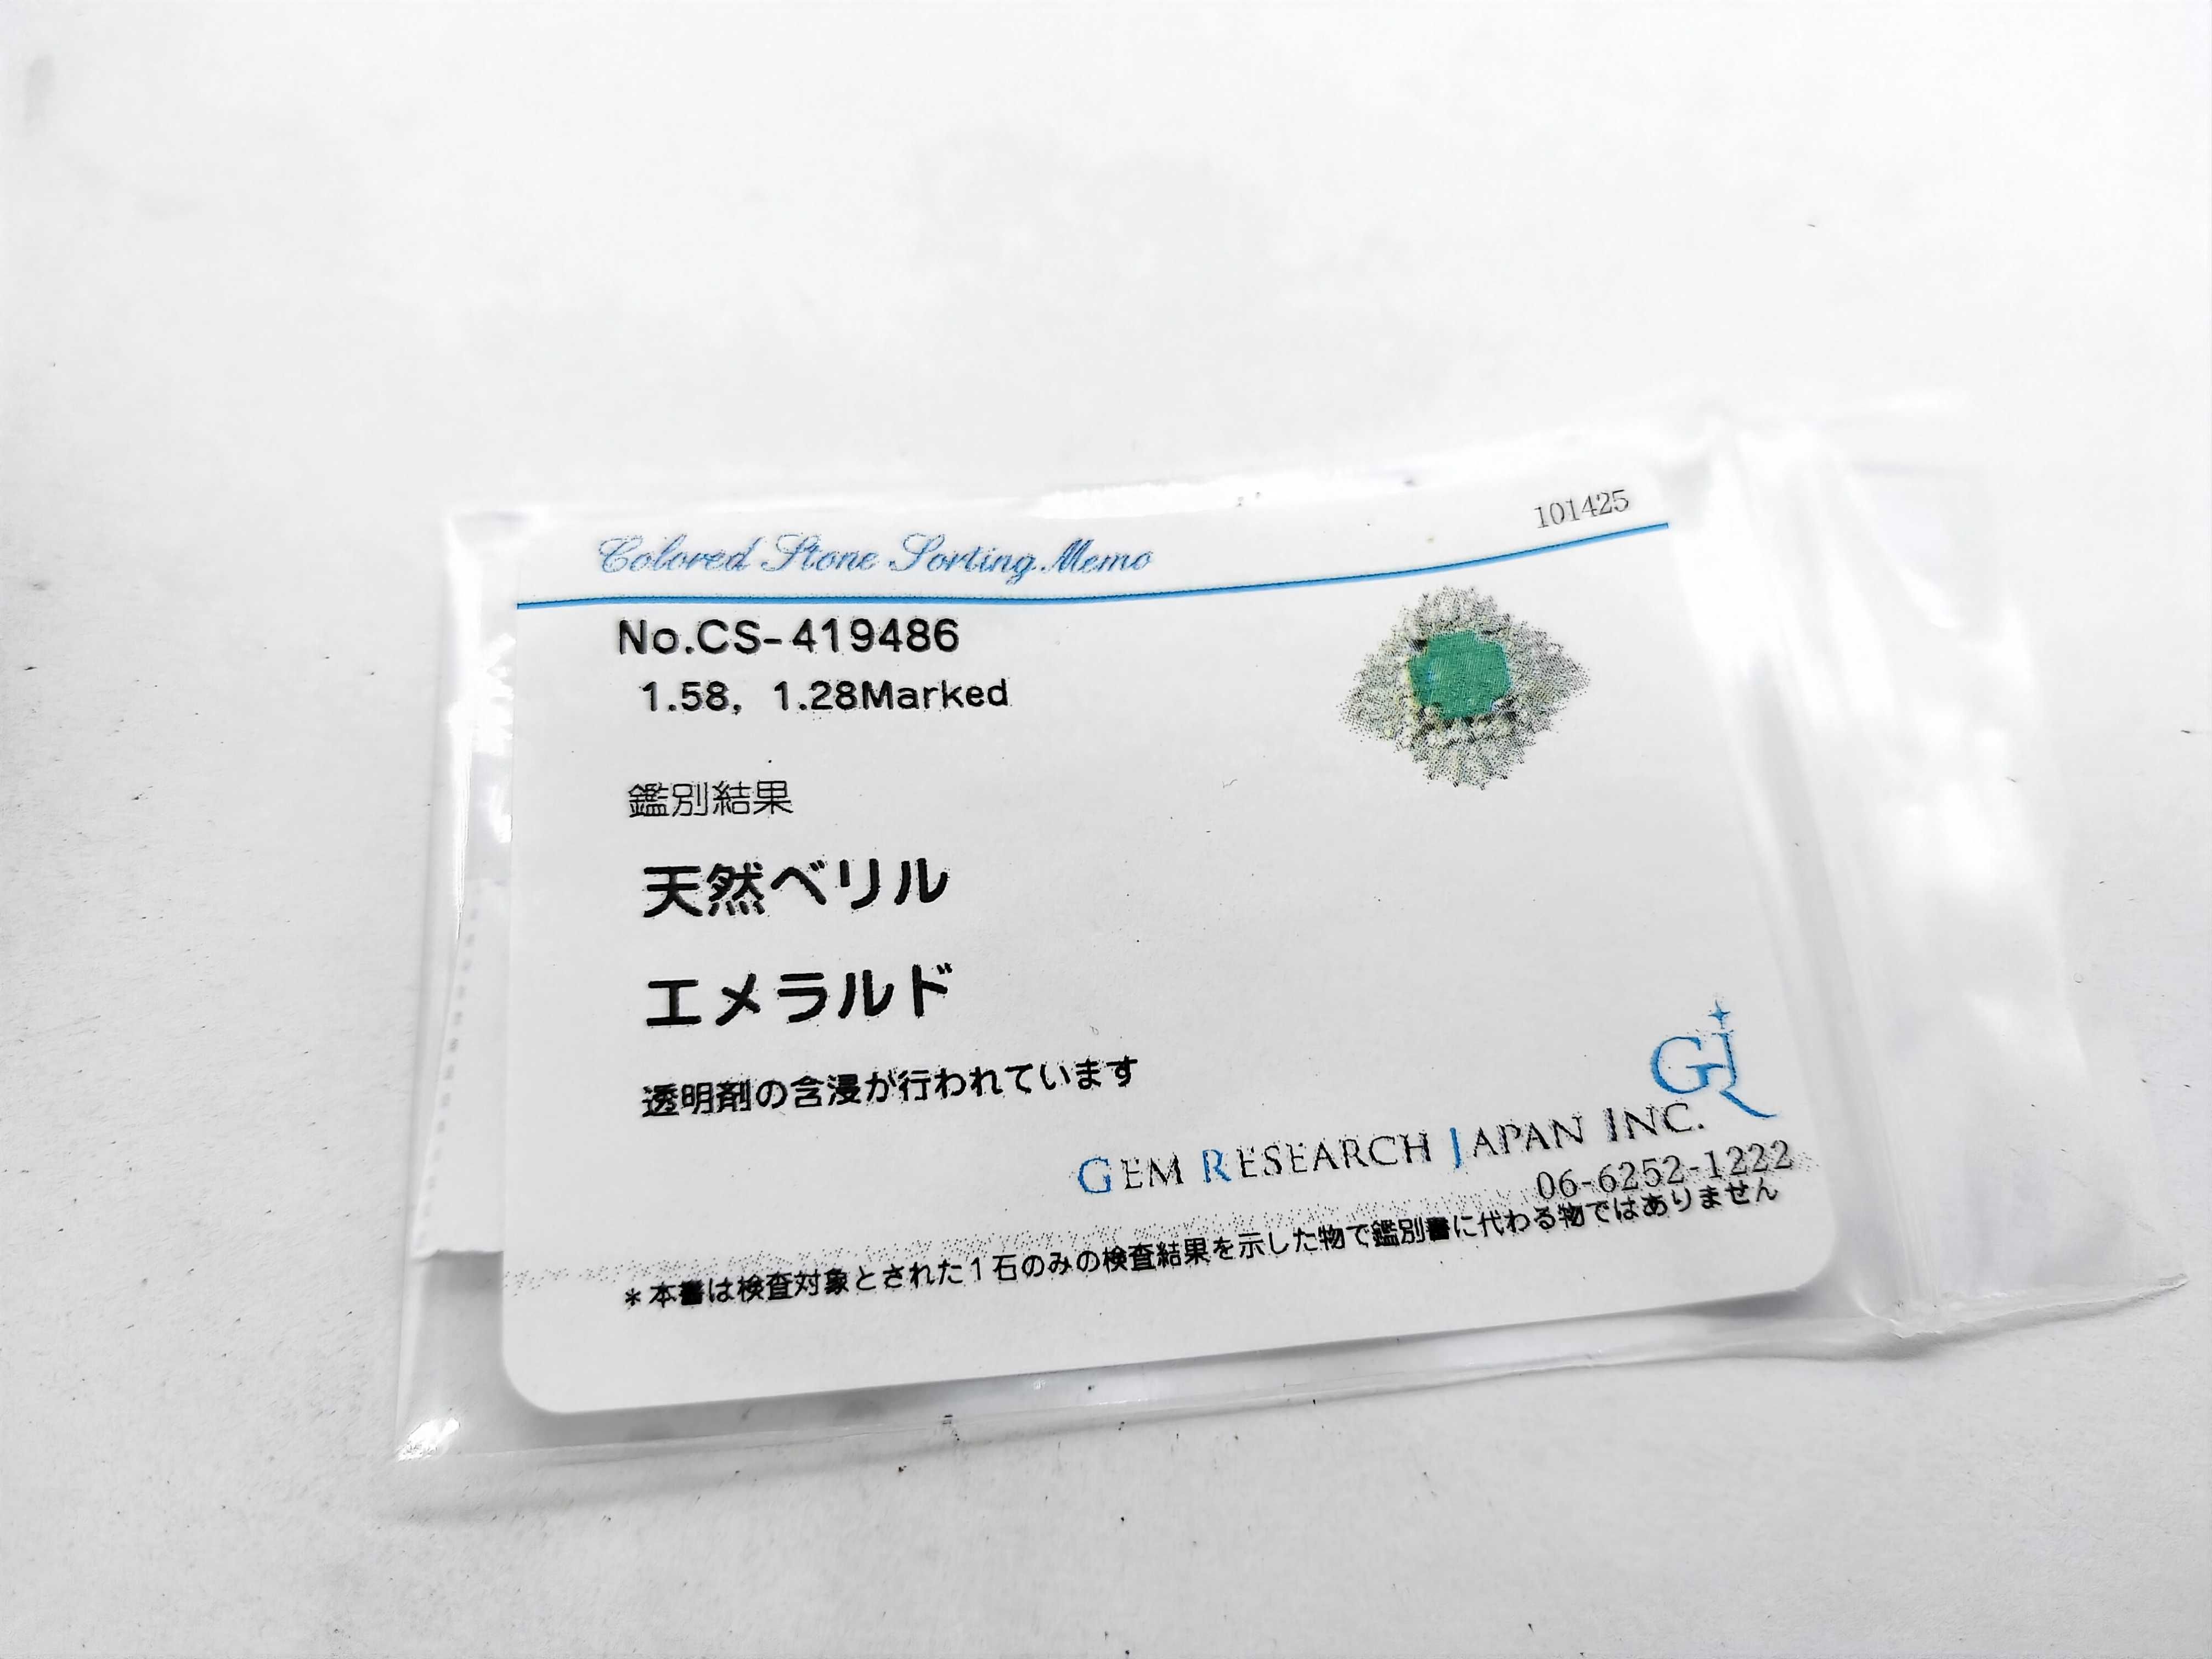 101425
Colored Stone Sorting Memo
No.CS-419486
1.58, 1.28Marked
鑑別結果
天然ベリル
エメラルド
透明剤の含浸が行われています
GJR
GEM RESEARCH JAPAN INC.
06-6252-1222
*本書は検査対象とされた1石のみの検査結果を示した物で鑑別書に代わる物ではありません